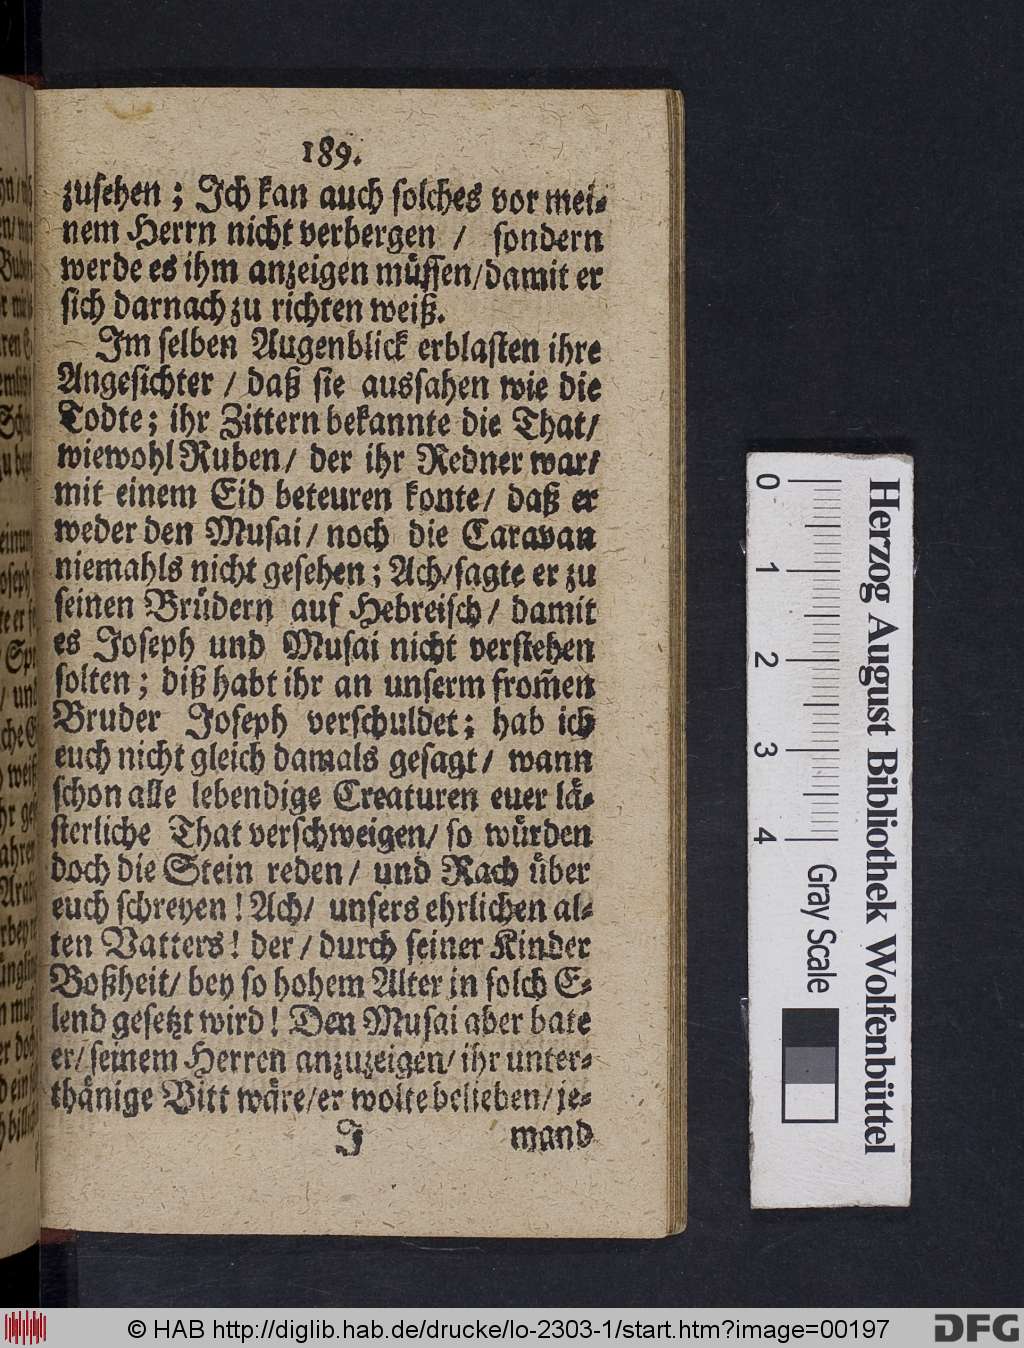 189.
zusehen ; Ich kan auch solches vor mei-
nem Herrn nicht verbergen / sondern
werde es ihm anzeigen müssen/damit er
sich darnach zu richten weiß.
Im selben Augenblick erblasten ihre
Angesichter / daß sie aussahen wie die
Todte; ihr Zittern bekannte die That/
wiewohl Ruben/ der ihr Redner war/
mit einem Eid beteuren konte/ daß er
weder den Musai/ noch die Caravan
niemahls nicht gesehen; Ach/sagte er zu
seinen Brüdern auf Hebreisch/ damit
es Joseph und Musai nicht verstehen
solten; diß habt ihr an unserm from̃en
Bruder Joseph verschuldet; hab ich
euch nicht gleich damals gesagt/ wann
schon alle lebendige Creaturen euer lä-
sterliche That verschweigen/ so würden
doch die Stein reden/ und Rach über
euch schreyen! Ach/ unsers ehrlichen al-
ten Vatters! der / durch seiner Kinder
Boßheit/ bey so hohem Alter in solch E-
lend gesetzt wird! Den Musai aber bate
er/ seinem Herren anzuzeigen/ ihr unter-
thänige Bitt wäre/er wolte belieben/ je-
J mand
0 1 2 3 4
Gray Scale
Herzog August Bibliothek Wolfenbüttel
© HAB http://diglib.hab.de/drucke/lo-2303-1/start.htm?image=00197
DFG